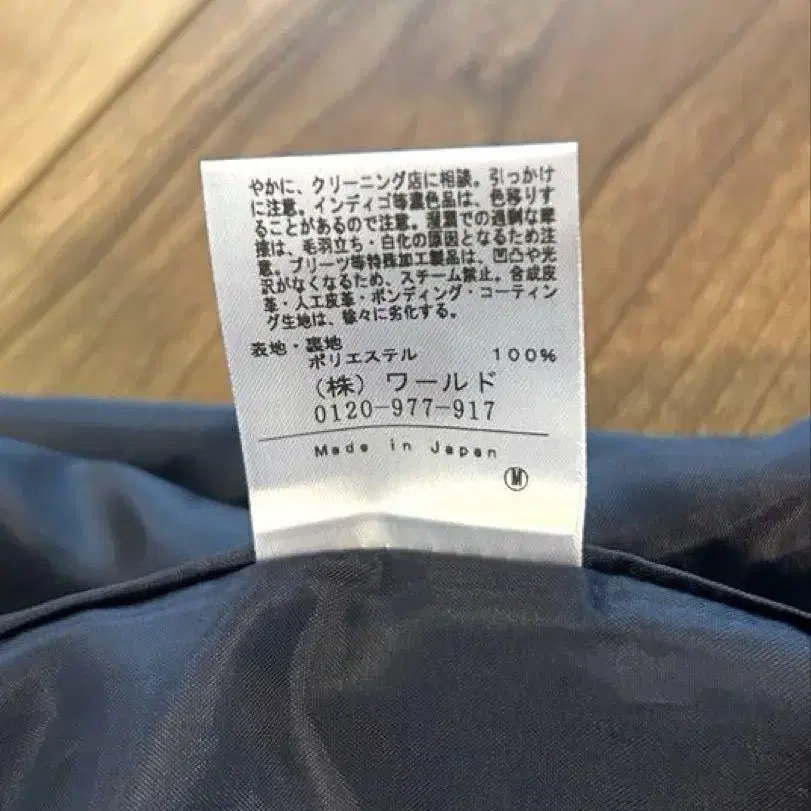 やかに、クリーニング店に相談。引っかけ
に注意。インディゴ等濃色品は、色移りす
ることがあるので注意。湿潤での過剰な摩
擦は、毛羽立ち・白化の原因となるため注
意。プリーツ等特殊加工製品は、凹凸や光
沢がなくなるため、スチーム禁止。合成皮
革・人工皮革・ボンディング・コーティン
グ生地は、徐々に劣化する。
表地・裏地
ポリエステル 100%
(株) ワールド
0120-977-917
Made in Japan
Ⓜ